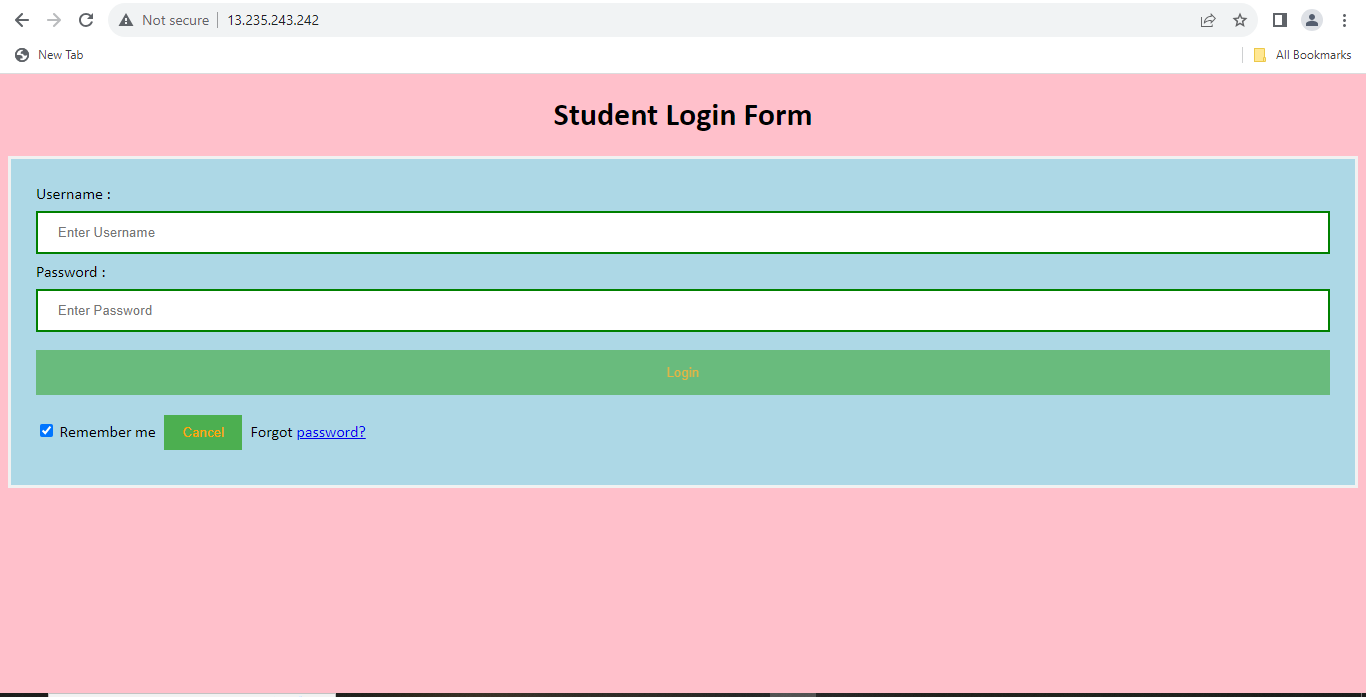 Not secure 13.235.243.242
New Tab
All Bookmarks
Student Login Form
Username :
Enter Username
Password :
Enter Password
Login
Remember me Cancel Forgot password?